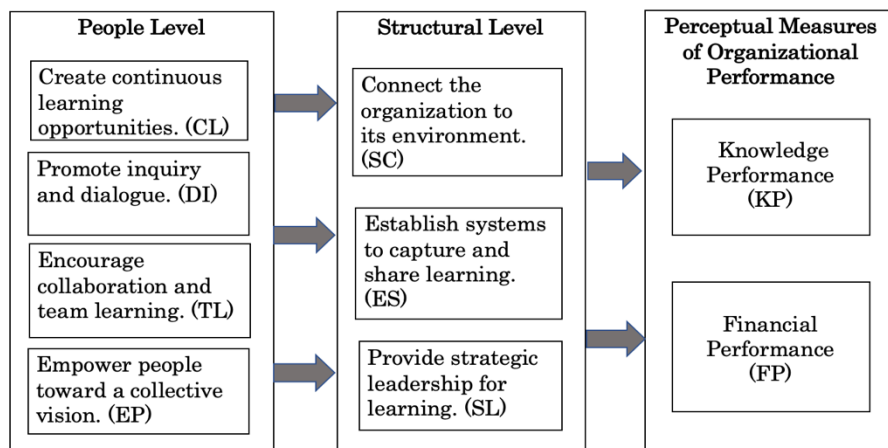 People Level
Create continuous
learning
opportunities. (CL)
Promote inquiry
and dialogue. (DI)
Encourage
collaboration and
team learning. (TL)
Empower people
toward a collective
vision. (EP)
Structural Level
Connect the
organization to
its environment.
(SC)
Establish systems
to capture and
share learning.
(ES)
Provide strategic
leadership for
learning. (SL)
Perceptual Measures
of Organizational
Performance
Knowledge
Performance
(KP)
Financial
Performance
(FP)